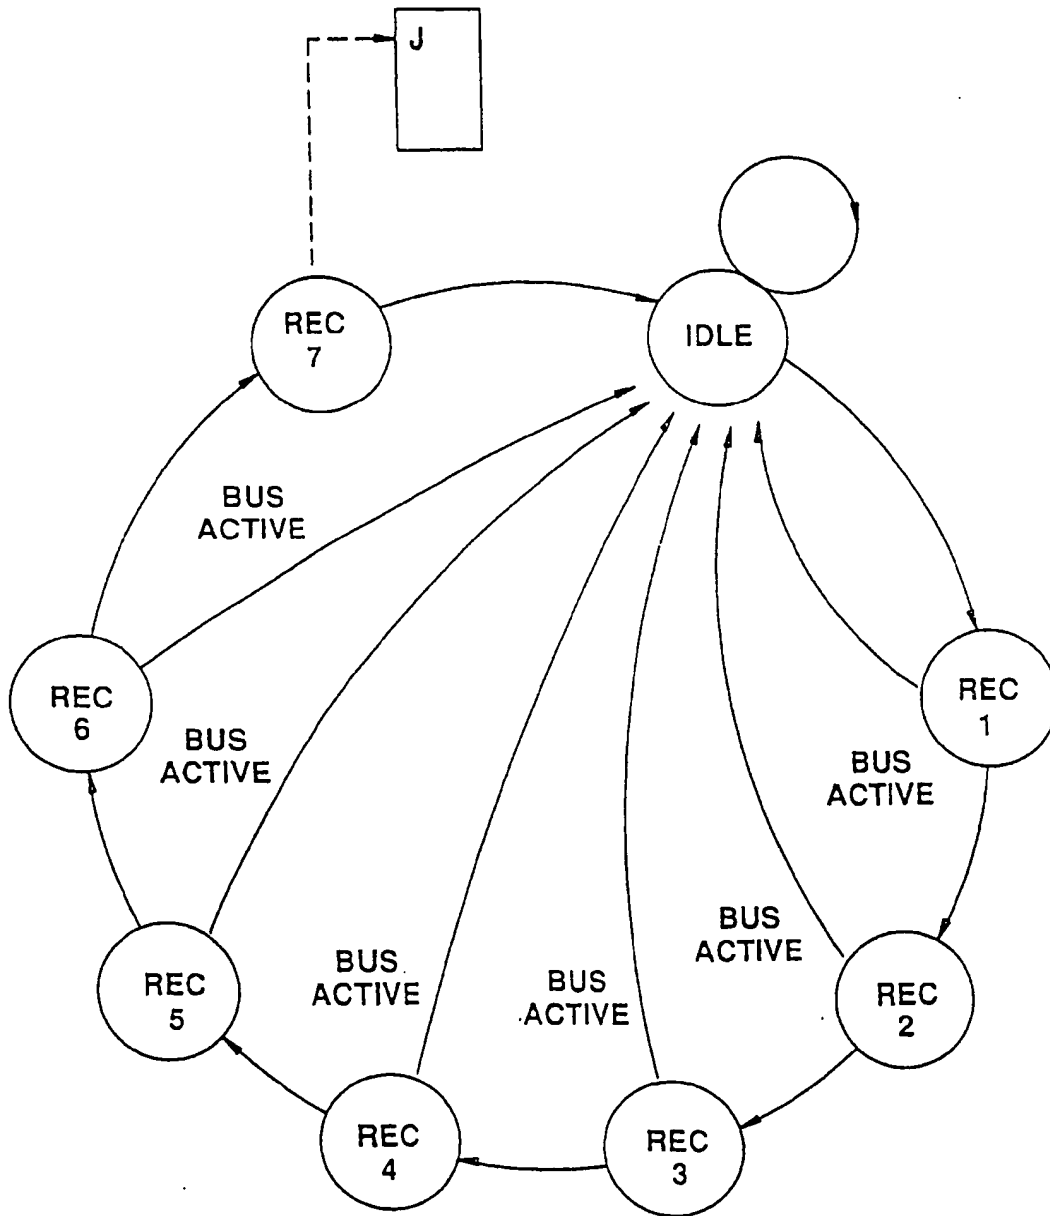 J
REC
7
IDLE
BUS
ACTIVE
REC
6
REC
1
BUS
ACTIVE
BUS
ACTIVE
BUS
ACTIVE
BUS
ACTIVE
BUS
ACTIVE
REC
5
REC
2
REC
4
REC
3